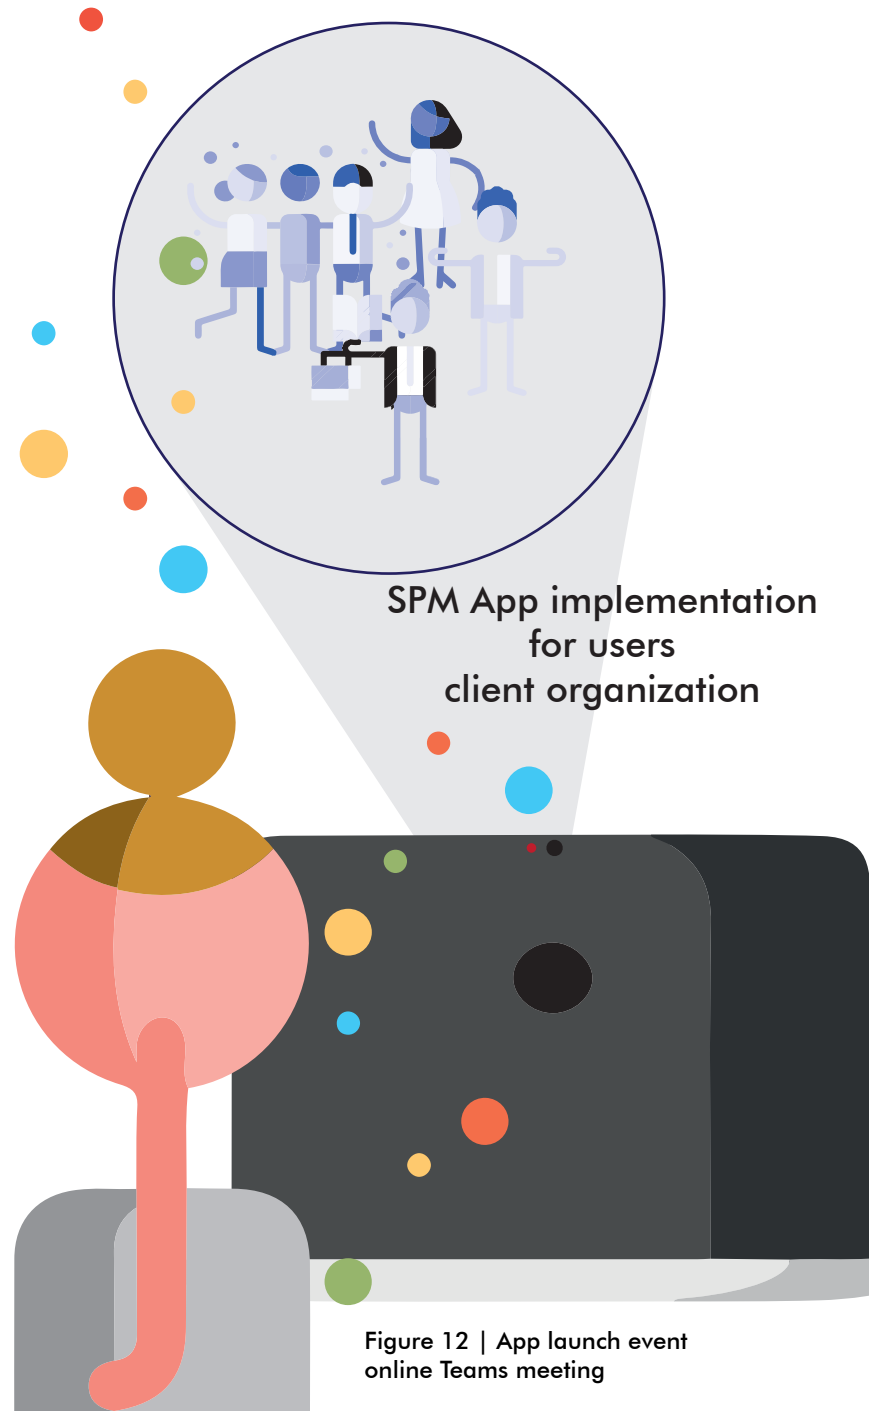 SPM App implementation
for users
client organization
Figure 12 | App launch event
online Teams meeting